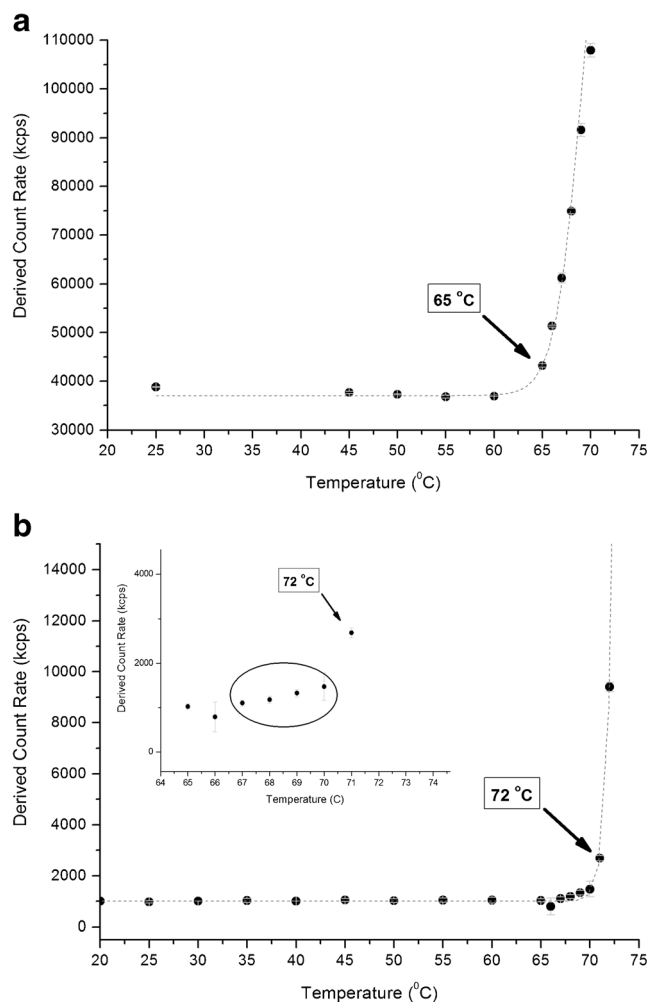 a
110000
100000
90000
80000
70000
60000
50000
40000
30000
Derived Count Rate (kcps)
65 °C
20 25 30 35 40 45 50 55 60 65 70 75
Temperature (⁰C)
b
14000
12000
10000
8000
6000
4000
2000
0
Derived Count Rate (kcps)
4000
2000
0
Derived Count Rate (kcps)
72 °C
64 65 66 67 68 69 70 71 72 73 74
Temperature (C)
72 °C
20 25 30 35 40 45 50 55 60 65 70 75
Temperature (⁰C)